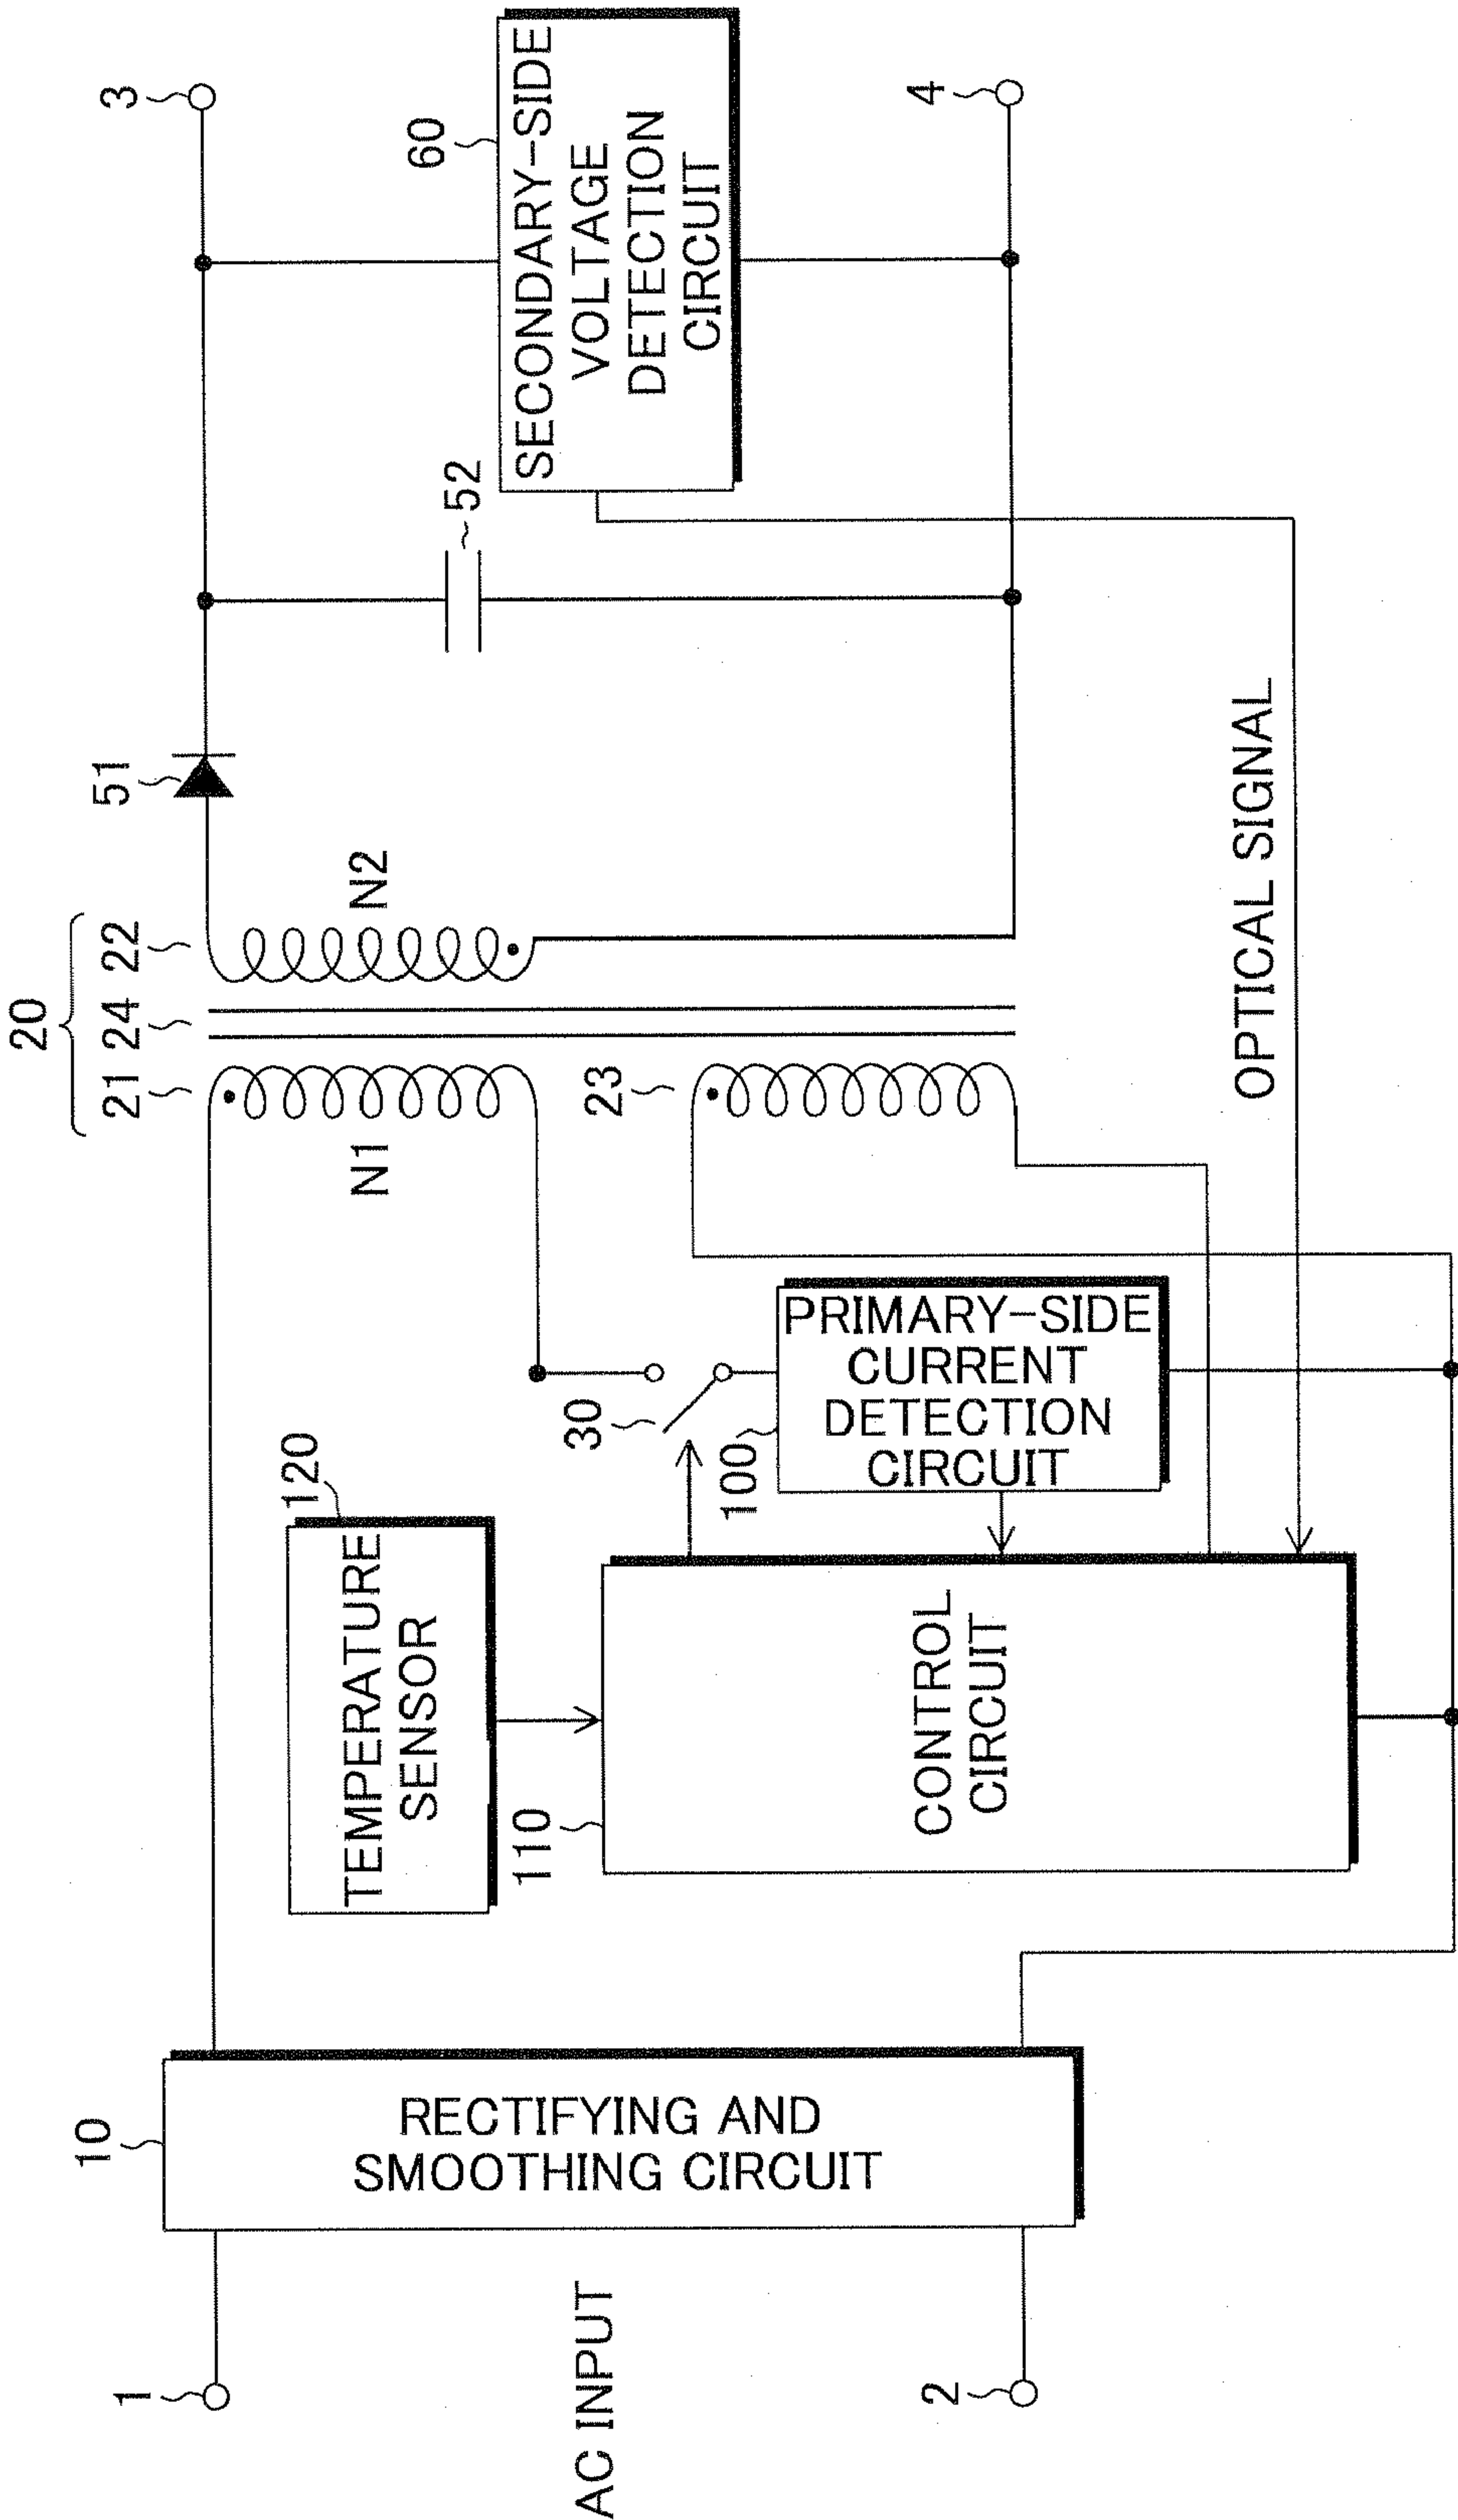 20
21
24
22
51
3
N1
N2
52
60
SECONDARY-SIDE
VOLTAGE
DETECTION
CIRCUIT
4
1
10
RECTIFYING AND
SMOOTHING CIRCUIT
AC INPUT
2
120
TEMPERATURE
SENSOR
110
CONTROL
CIRCUIT
30
23
100
PRIMARY-SIDE
CURRENT
DETECTION
CIRCUIT
OPTICAL SIGNAL